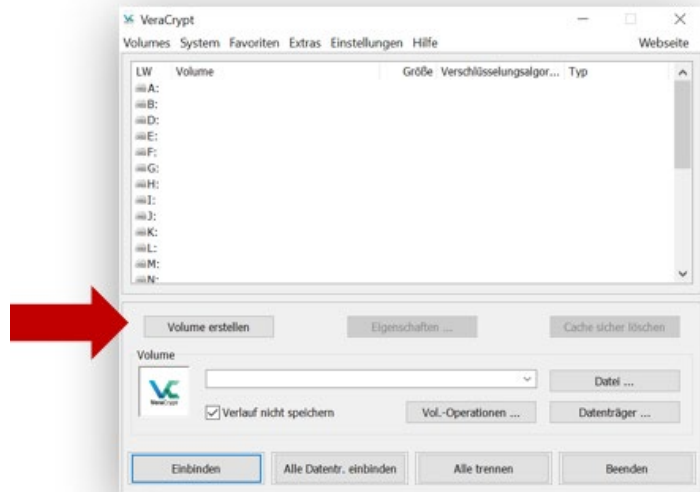 VeraCrypt
Volumes System Favoriten Extras Einstellungen Hilfe Webseite
LW Volume Größe Verschlüsselungsalgor... Typ
A:
B:
D:
E:
F:
G:
H:
I:
J:
K:
L:
M:
N:
Volume erstellen Eigenschaften ... Cache sicher löschen
Volume
VeraCrypt
Datei ...
Verlauf nicht speichern Vol.-Operationen ... Datenträger ...
Einbinden Alle Datentr. einbinden Alle trennen Beenden